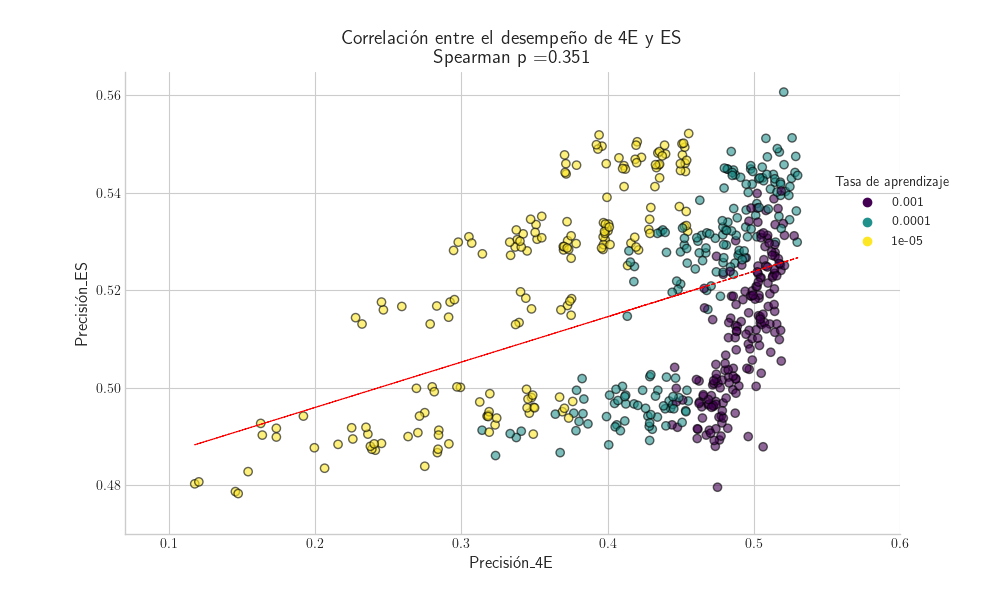 Correlación entre el desempeño de 4E y ES
Spearman p =0.351
Precisión_ES
0.56
0.54
0.52
0.50
0.48
0.1
0.2
0.3
0.4
0.5
0.6
Precisión_4E
Tasa de aprendizaje
0.001
0.0001
1e-05